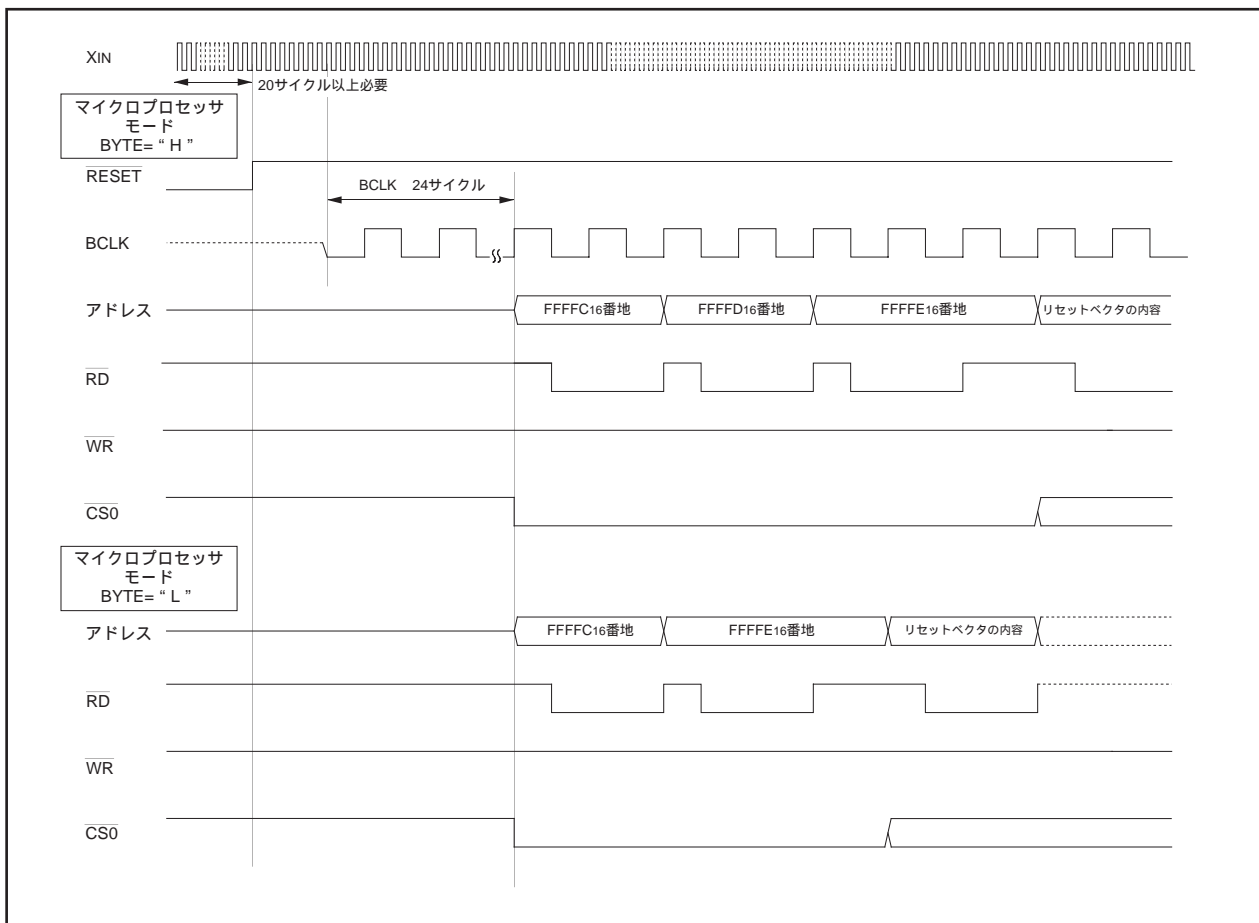 XIN
20サイクル以上必要
マイクロプロセッサ
モード
BYTE= “ H ”
RESET
BCLK 24サイクル
BCLK
アドレス
FFFFC16番地
FFFFD16番地
FFFFE16番地
リセットベクタの内容
RD
WR
CS0
マイクロプロセッサ
モード
BYTE= “ L ”
アドレス
FFFFC16番地
FFFFE16番地
リセットベクタの内容
RD
WR
CS0